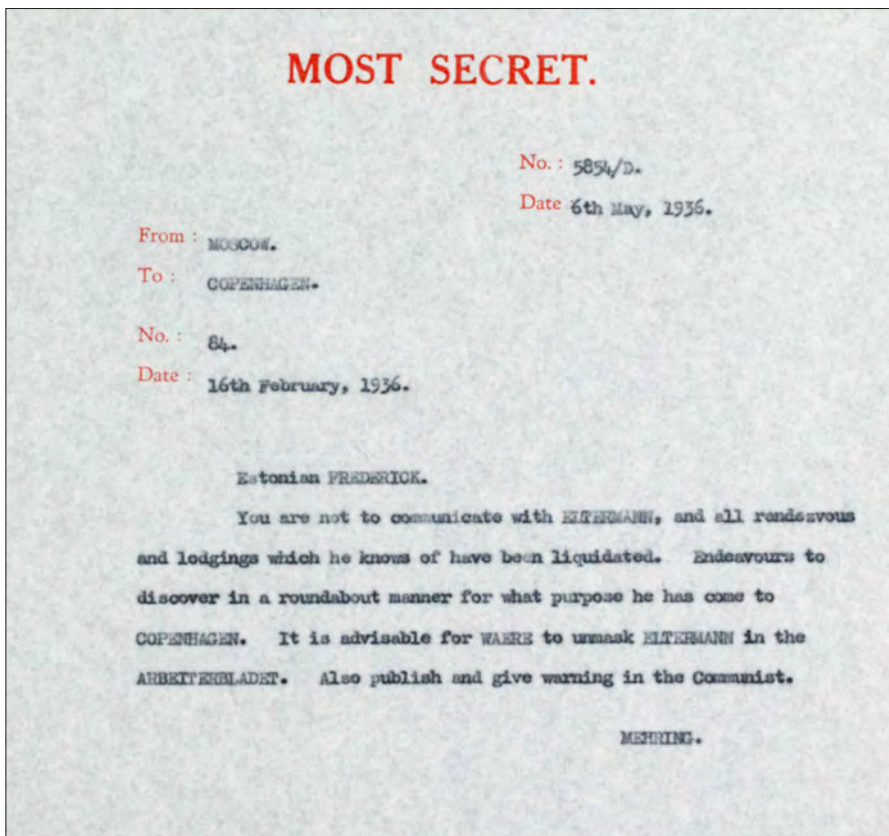 MOST SECRET.
No. : 5854/D.
Date 6th May, 1936.
From : MOSCOW.
To : COPENHAGEN.
No. : 84.
Date : 16th February, 1936.
Estonian FREDERICK.
You are not to communicate with ELTERMANN, and all rendezvous
and lodgings which he knows of have been liquidated. Endeavours to
discover in a roundabout manner for what purpose he has come to
COPENHAGEN. It is advisable for WAERE to unmask ELTERMANN in the
ARBEITERBLADET. Also publish and give warning in the Communist.
MEHRING.